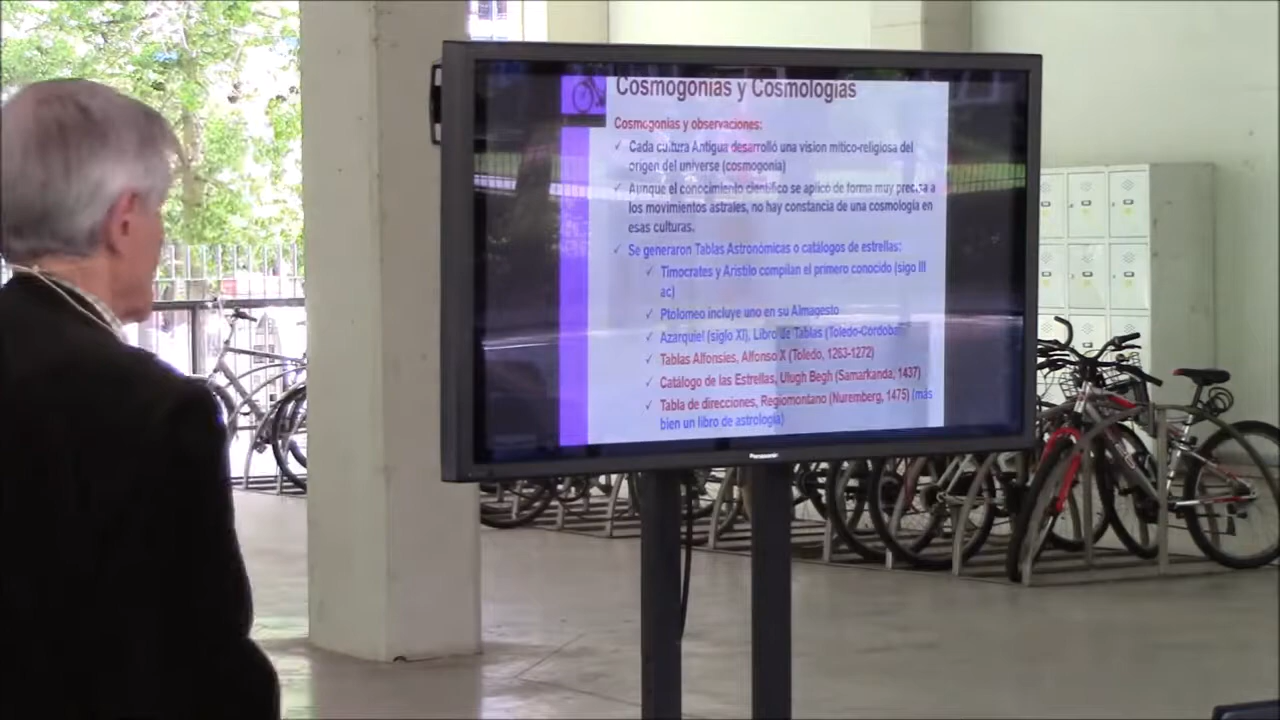 Cosmogonías y Cosmologías
Cosmogonías y observaciones:
✓ Cada cultura Antigua desarrolló una vision mítico-religiosa del
origen del universe (cosmogonía)
✓ Aunque el conocimiento científico se aplicó de forma muy precisa a
los movimientos astrales, no hay constancia de una cosmología en
esas culturas.
✓ Se generaron Tablas Astronómicas o catálogos de estrellas:
✓ Timocrates y Aristilo compilan el primero conocido (sigo III
ac)
✓ Ptolomeo incluye uno en su Almagesto
✓ Azarquiel (siglo XI), Libro de Tablas (Toledo-Cordoba
✓ Tablas Alfonsíes, Alfonso X (Toledo, 1263-1272)
✓ Catálogo de las Estrellas, Ulugh Begh (Samarkanda, 1437)
✓ Tabla de direcciones, Regiomontano (Nuremberg, 1475) (más
bien un libro de astrología)
Panasonic